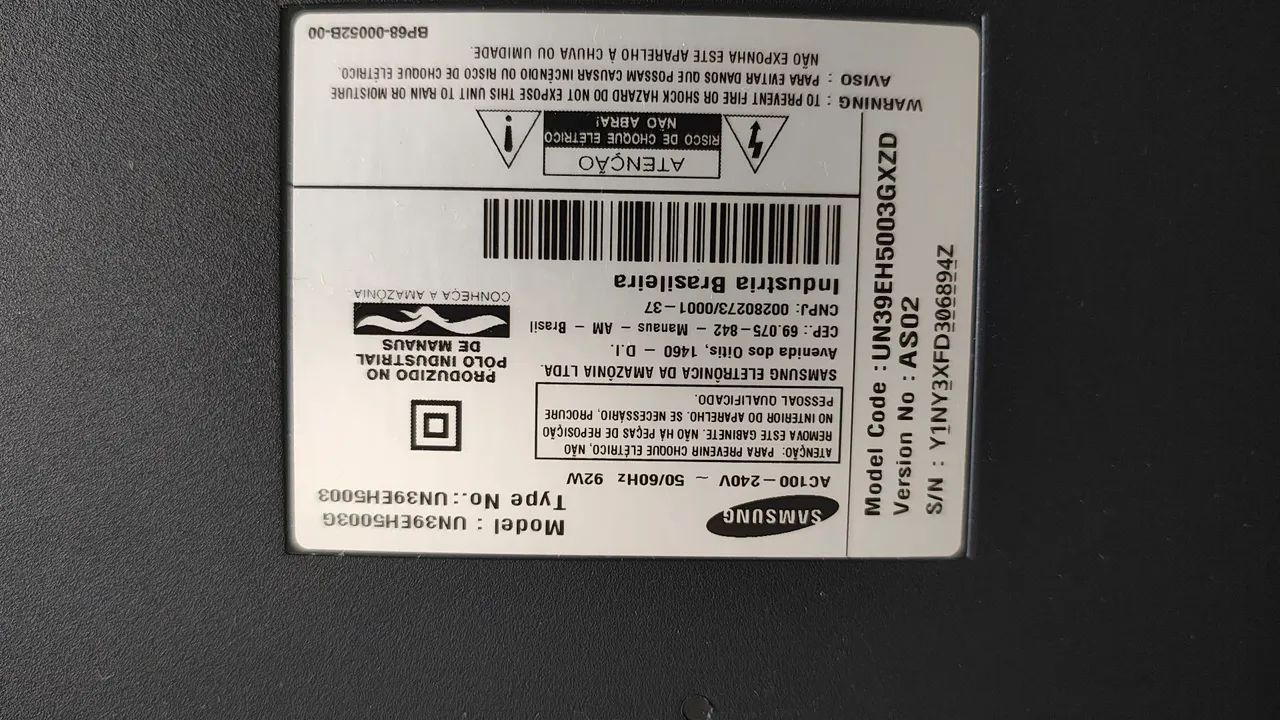 SAMSUNG
Model : UN39EH5003G
Type No.: UN39EH5003
AC100-240V ~ 50/60Hz 92W
ATENÇÃO: PARA PREVENIR CHOQUE ELÉTRICO, NÃO
REMOVA ESTE GABINETE. NÃO HÁ PEÇAS DE REPOSIÇÃO
NO INTERIOR DO APARELHO. SE NECESSÁRIO, PROCURE
PESSOAL QUALIFICADO.
SAMSUNG ELETRÔNICA DA AMAZÔNIA LTDA.
Avenida dos Oitis, 1460 - D.I.
CEP.: 69.075-842 - Manaus - AM - Brasil
CNPJ: 00280273/0001-37
Industria Brasileira
PRODUZIDO NO
POLO INDUSTRIAL
DE MANAUS
CONHEÇA A AMAZÔNIA
ATENÇÃO
RISCO DE CHOQUE ELÉTRICO
NÃO ABRA!
WARNING : TO PREVENT FIRE OR SHOCK HAZARD DO NOT EXPOSE THIS UNIT TO RAIN OR MOISTURE
AVISO : PARA EVITAR DANOS QUE POSSAM CAUSAR INCÊNDIO OU RISCO DE CHOQUE ELÉTRICO.
NÃO EXPONHA ESTE APARELHO À CHUVA OU UMIDADE.
BP68-00052B-00
Model Code : UN39EH5003GXZD
Version No : AS02
S/N : Y1NY3XFD306894Z